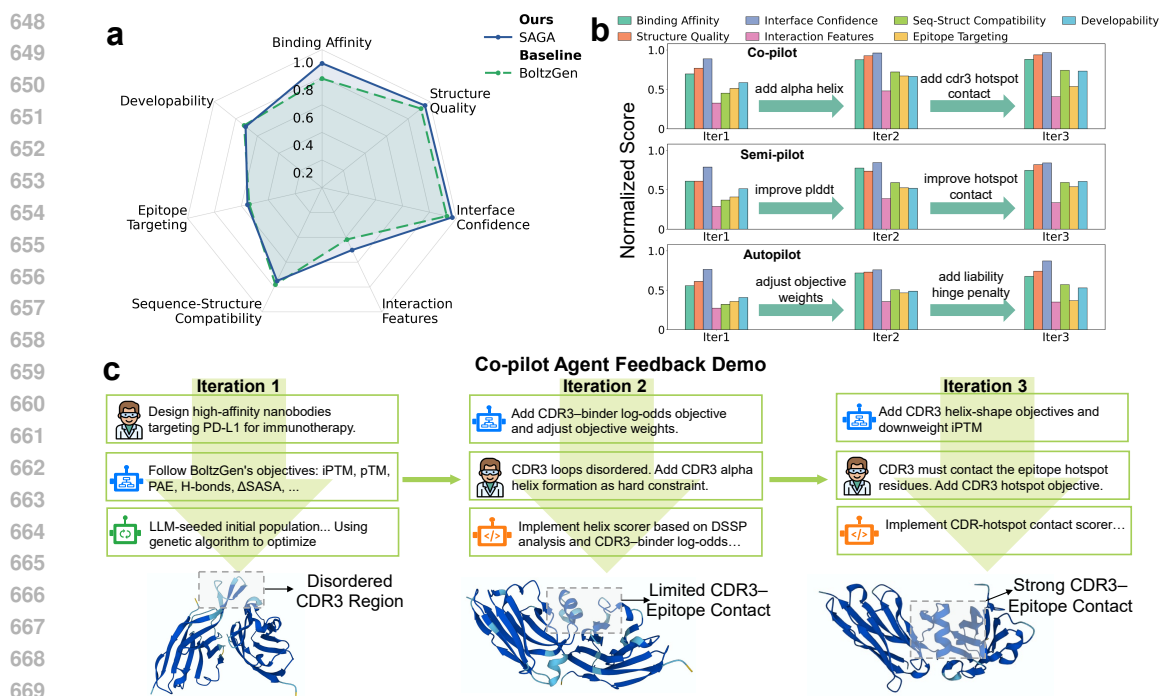 648
649
650
651
652
653
654
655
656
657
658
659
660
661
662
663
664
665
666
667
668
669
a
Ours
SAGA
Baseline
BoltzGen
Binding Affinity
1.0
0.8
0.6
0.4
0.2
Structure
Quality
Interface
Confidence
Interaction
Features
Sequence-Structure
Compatibility
Epitope
Targeting
Developability
b
Binding Affinity
Interface Confidence
Seq-Struct Compatibility
Developability
Structure Quality
Interaction Features
Epitope Targeting
Normalized Score
Co-pilot
1.0
0.5
0
add alpha helix
add cdr3 hotspot
contact
Iter1
Iter2
Iter3
Semi-pilot
1.0
0.5
0
improve plddt
improve hotspot
contact
Iter1
Iter2
Iter3
Autopilot
1.0
0.5
0
adjust objective
weights
add liability
hinge penalty
Iter1
Iter2
Iter3
c
Co-pilot Agent Feedback Demo
Iteration 1
Design high-affinity nanobodies
targeting PD-L1 for immunotherapy.
Follow BoltzGen's objectives: iPTM, pTM,
PAE, H-bonds, ΔSASA, ...
LLM-seeded initial population... Using
genetic algorithm to optimize
Disordered
CDR3 Region
Iteration 2
Add CDR3–binder log-odds objective
and adjust objective weights.
CDR3 loops disordered. Add CDR3 alpha
helix formation as hard constraint.
Implement helix scorer based on DSSP
analysis and CDR3–binder log-odds…
Limited CDR3–
Epitope Contact
Iteration 3
Add CDR3 helix-shape objectives and
downweight iPTM
CDR3 must contact the epitope hotspot
residues. Add CDR3 hotspot objective.
Implement CDR-hotspot contact scorer…
Strong CDR3–
Epitope Contact